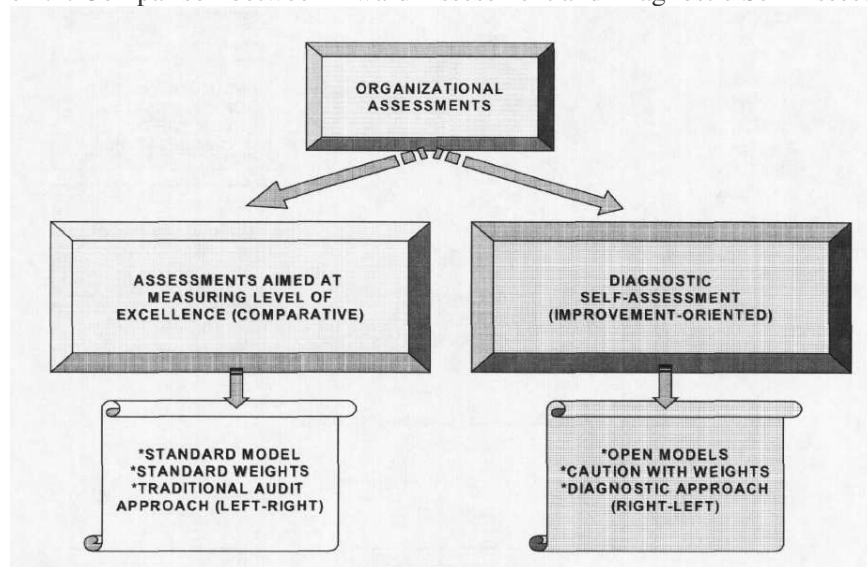 ORGANIZATIONAL
ASSESSMENTS
ASSESSMENTS AIMED AT
MEASURING LEVEL OF
EXCELLENCE (COMPARATIVE)
DIAGNOSTIC
SELF-ASSESSMENT
(IMPROVEMENT-ORIENTED)
*STANDARD MODEL
*STANDARD WEIGHTS
*TRADITIONAL AUDIT
APPROACH (LEFT-RIGHT)
*OPEN MODELS
*CAUTION WITH WEIGHTS
*DIAGNOSTIC APPROACH
(RIGHT-LEFT)